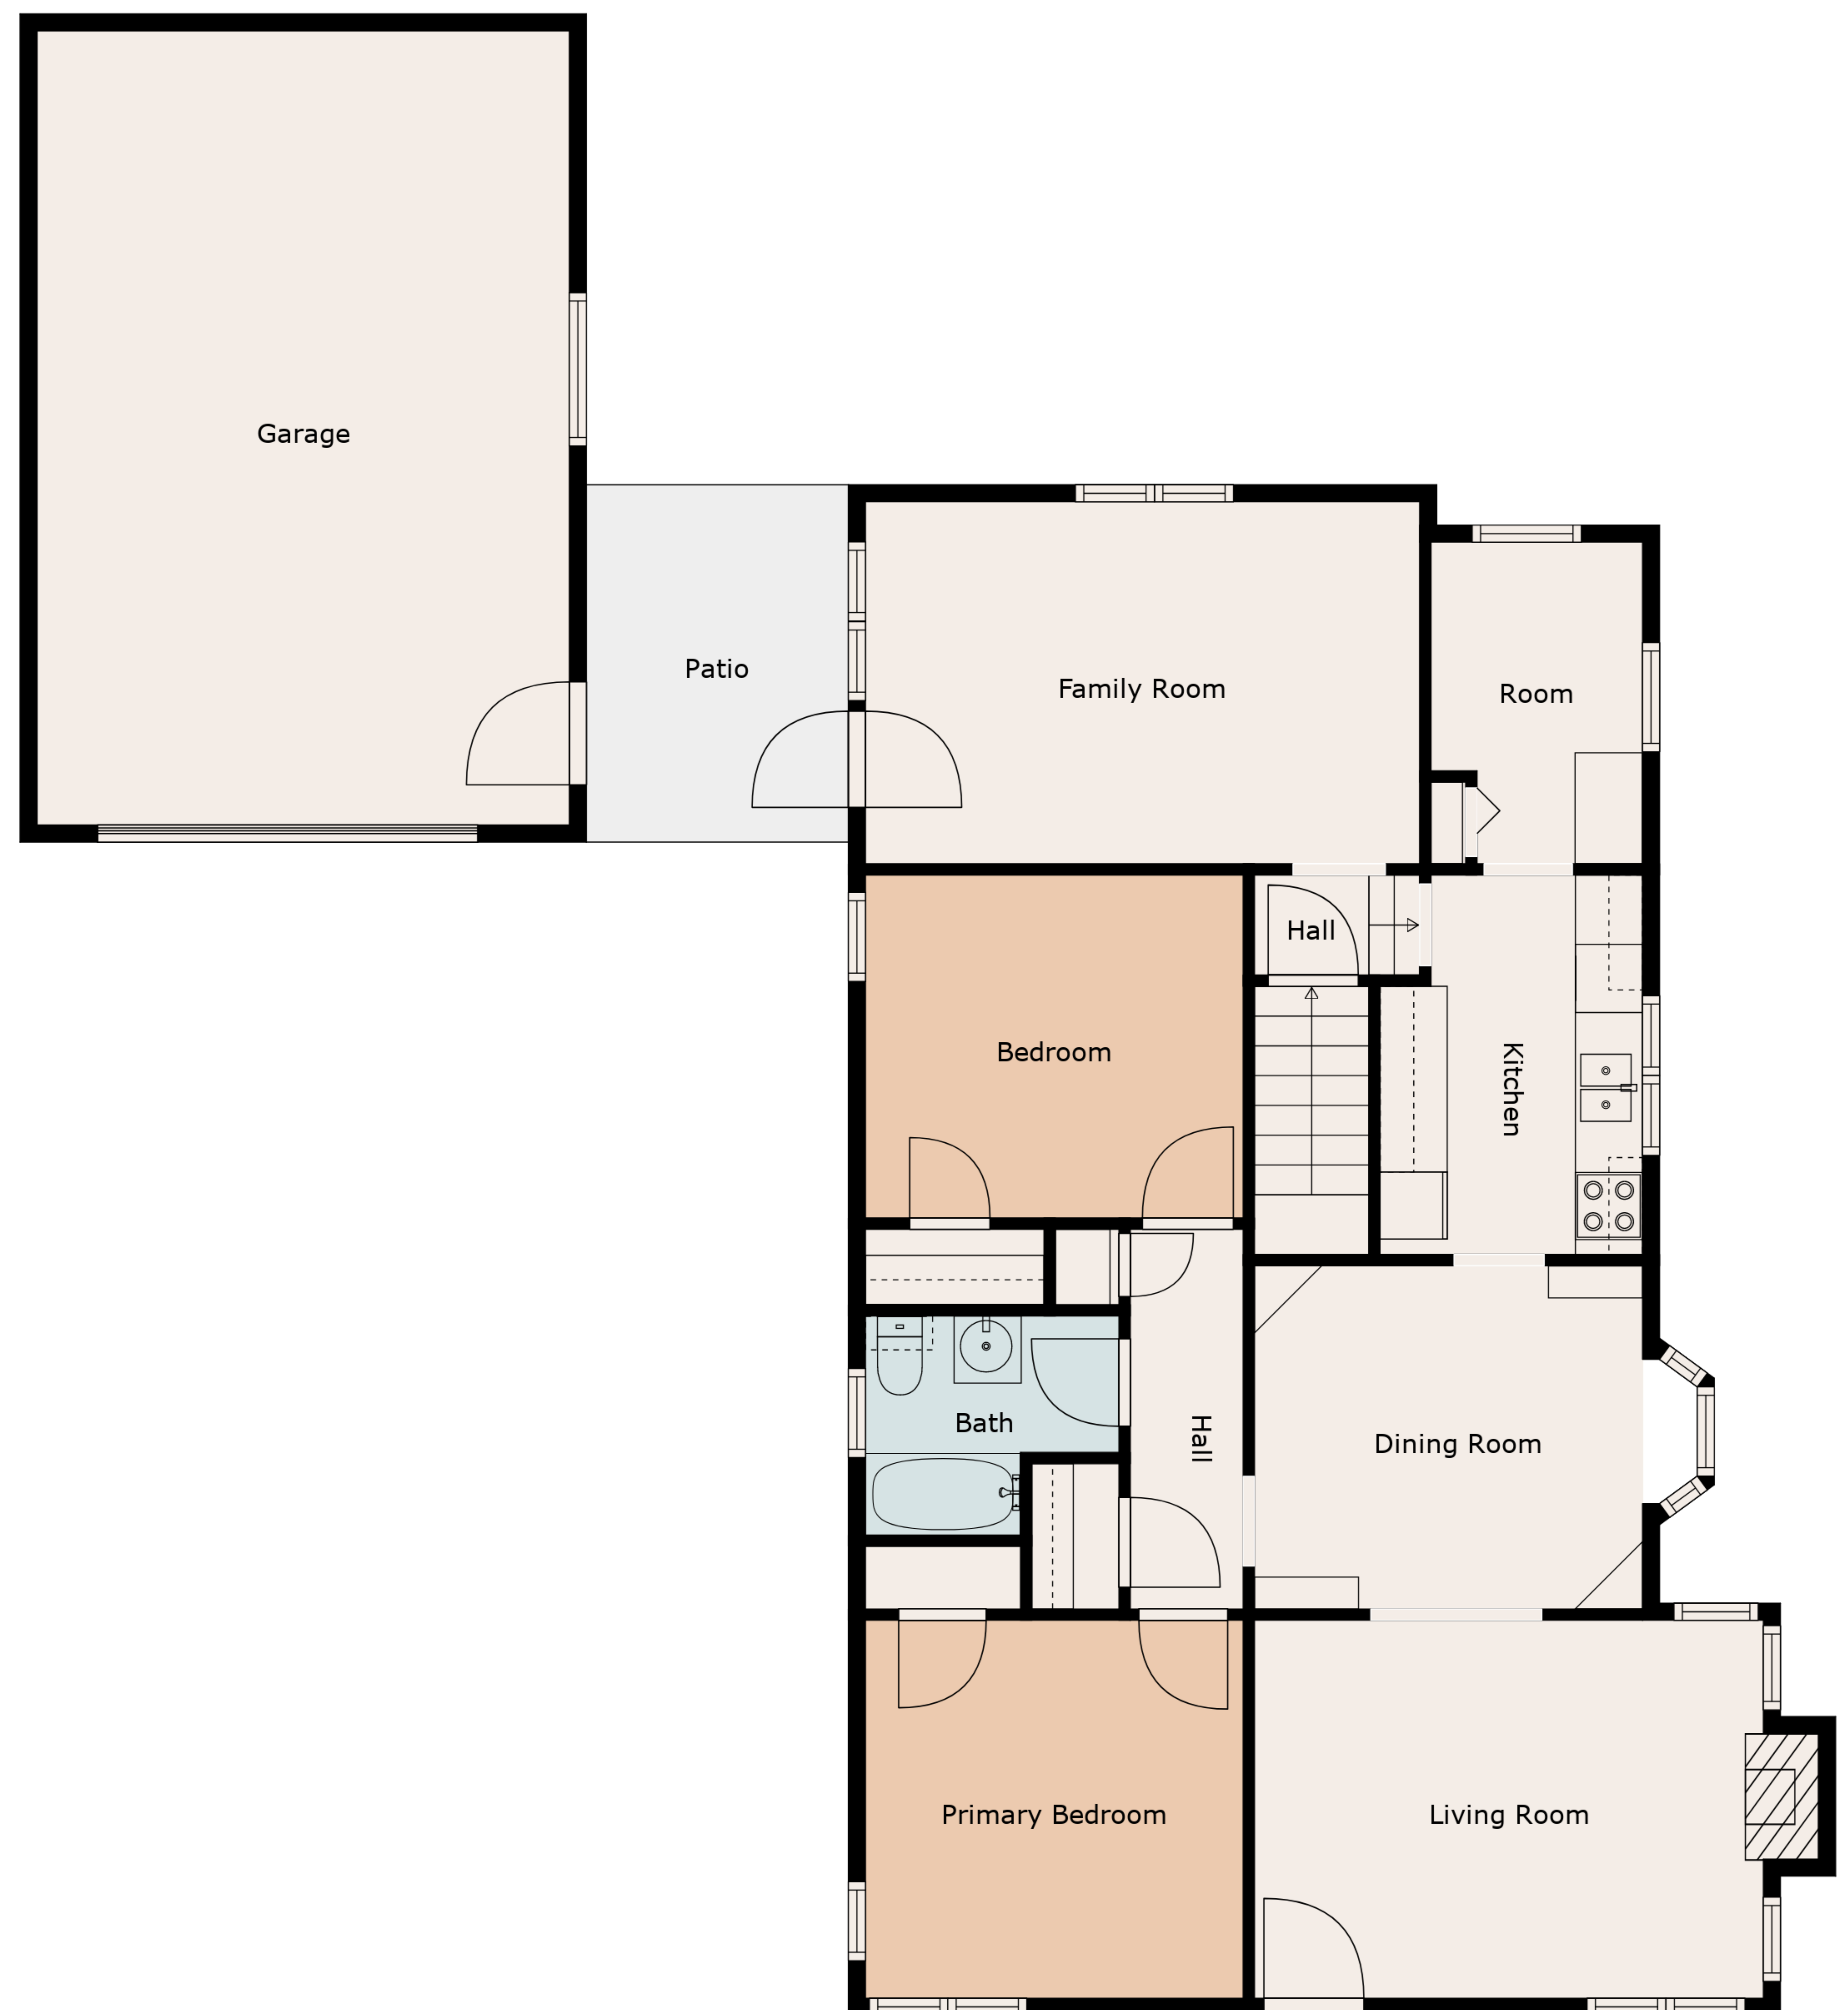 Garage
Patio
Family Room
Room
Hall
Bedroom
Kitchen
Bath
Hall
Dining Room
Primary Bedroom
Living Room